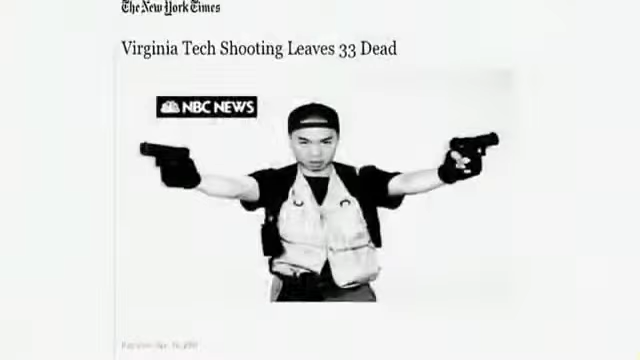 The New York Times
Virginia Tech Shooting Leaves 33 Dead
NBC NEWS